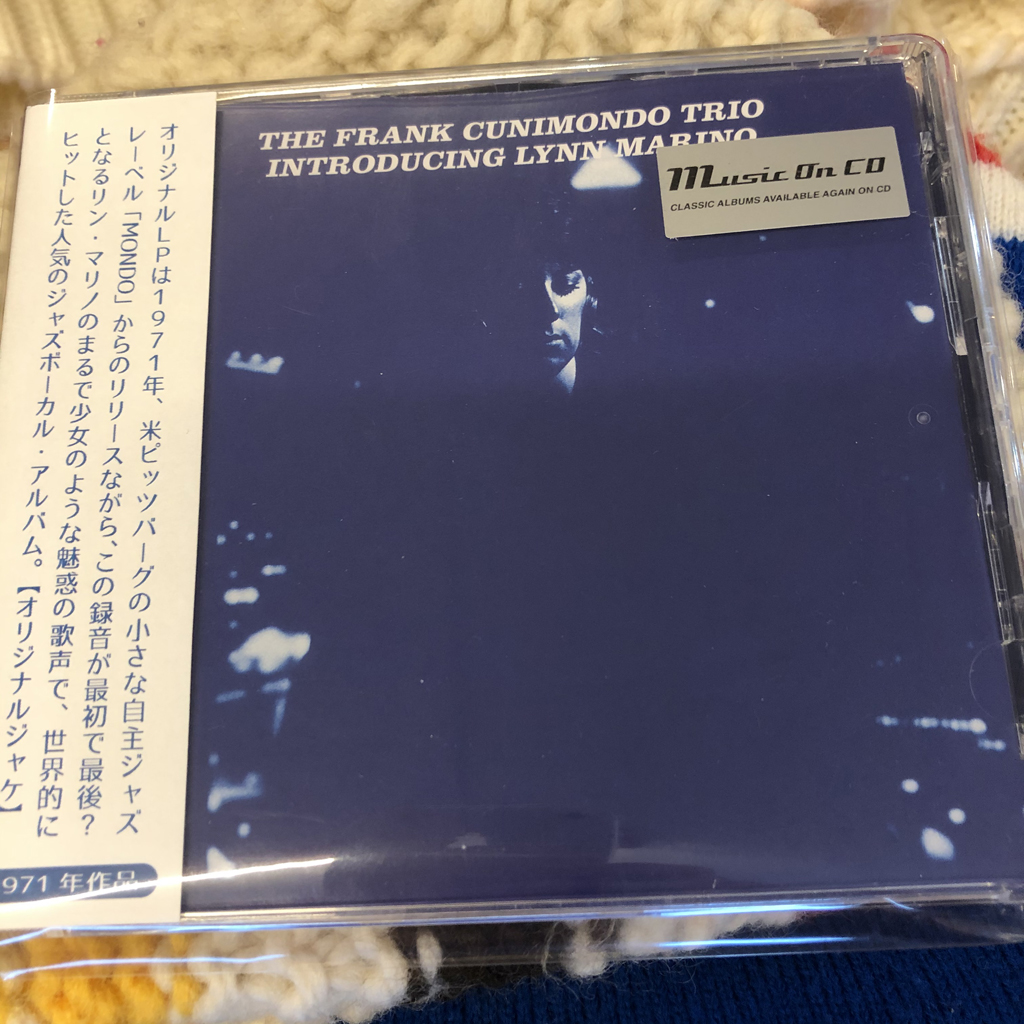 THE FRANK CUNIMONDO TRIO
INTRODUCING LYNN MARINO
Music On CD
CLASSIC ALBUMS AVAILABLE AGAIN ON CD
オリジナルLPは1971年、米ピッツバーグの小さな自主ジャズ
レーベル「MONDO」からのリリースながら、この録音が最初で最後?
となるリン・マリノのまるで少女のような魅惑の歌声で、世界的に
ヒットした人気のジャズボーカル・アルバム。【オリジナルジャケ】
971年作品